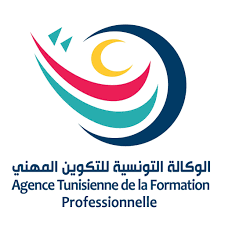 الوكالة التونسية للتكوين المهني
Agence Tunisienne de la Formation
Professionnelle